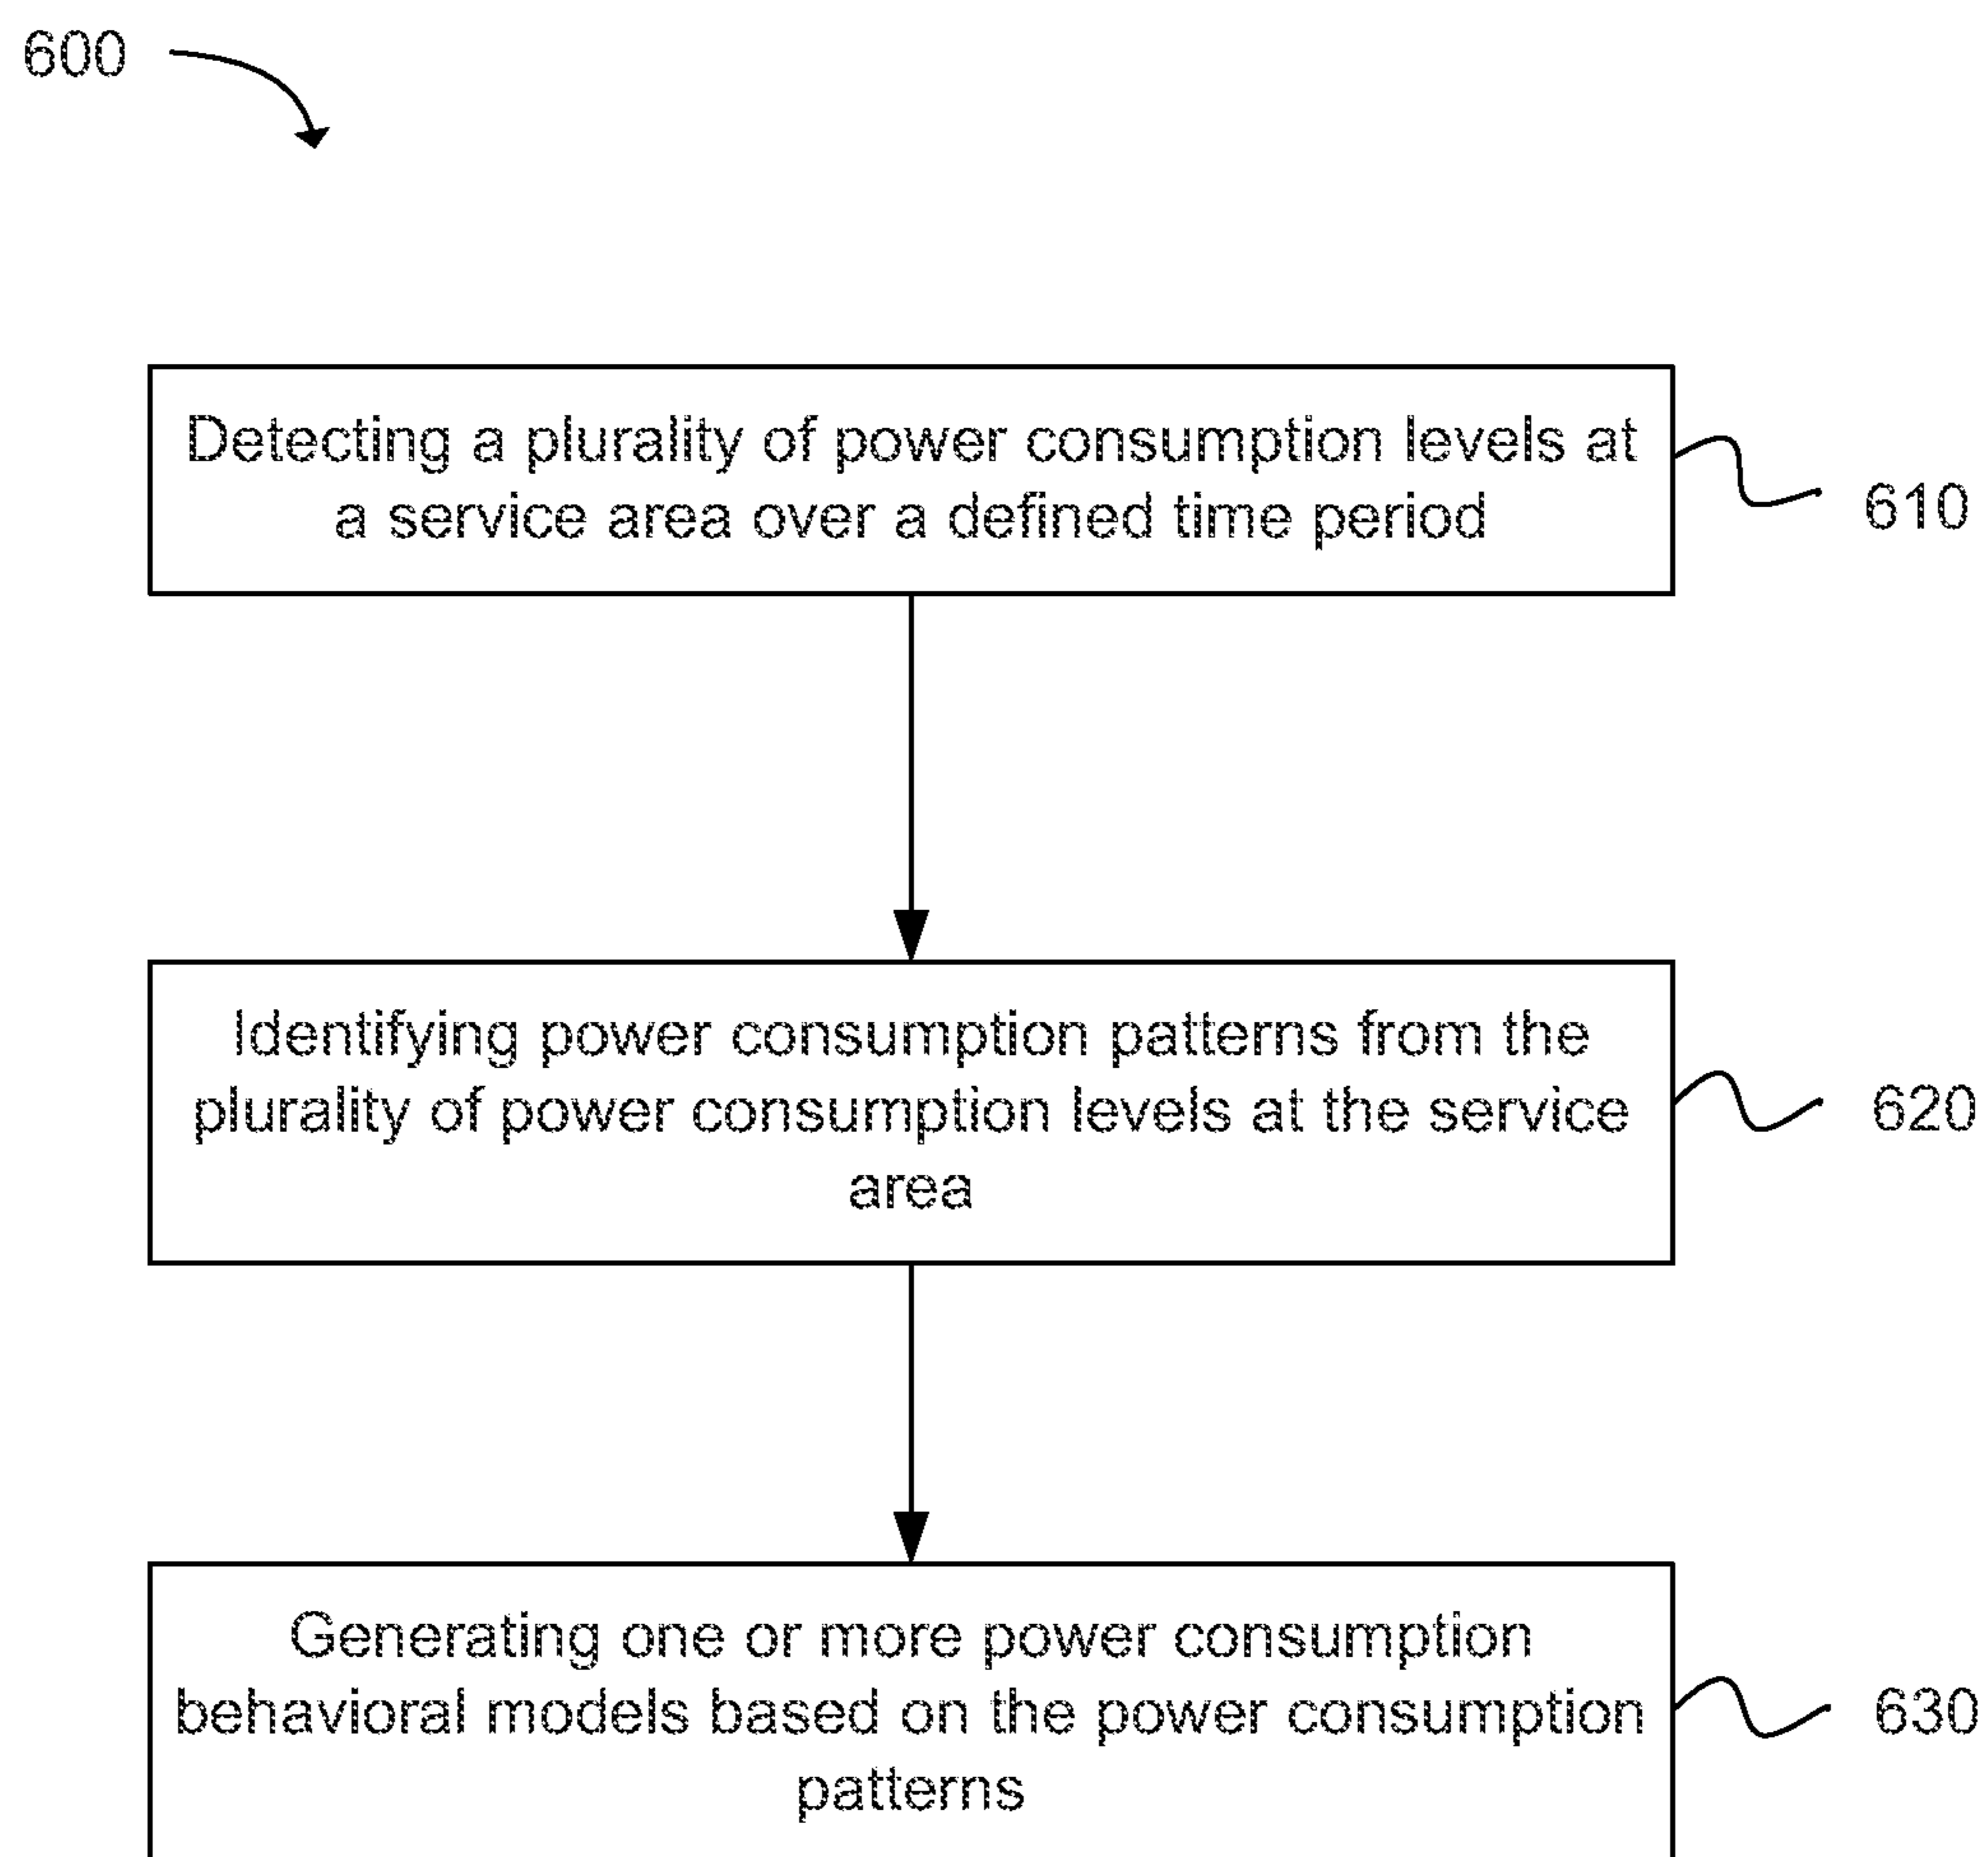 600
Detecting a plurality of power consumption levels at
a service area over a defined time period
610
Identifying power consumption patterns from the
plurality of power consumption levels at the service
area
620
Generating one or more power consumption
behavioral models based on the power consumption
patterns
630